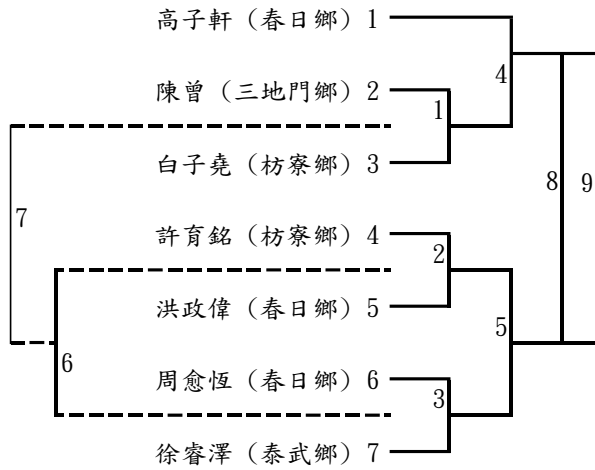 高子軒（春日鄉）1
4
陳曾（三地門鄉）2
1
白子堯（枋寮鄉）3
8
9
7
許育銘（枋寮鄉）4
2
洪政偉（春日鄉）5
5
6
周愈恆（春日鄉）6
3
徐睿澤（泰武鄉）7